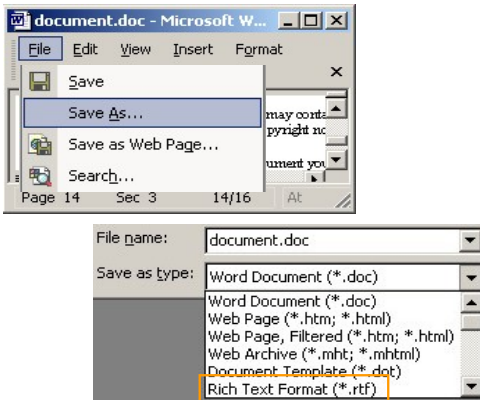 document.doc - Microsoft W...
File Edit View Insert Format
Save
Save As...
may conta
pyright no
Save as Web Page...
ument you
Search...
Page 14 Sec 3 14/16 At
File name: document.doc
Save as type: Word Document (*.doc)
Word Document (*.doc)
Web Page (*.htm; *.html)
Web Page, Filtered (*.htm; *.html)
Web Archive (*.mht; *.mhtml)
Document Template (*.dot)
Rich Text Format (*.rtf)